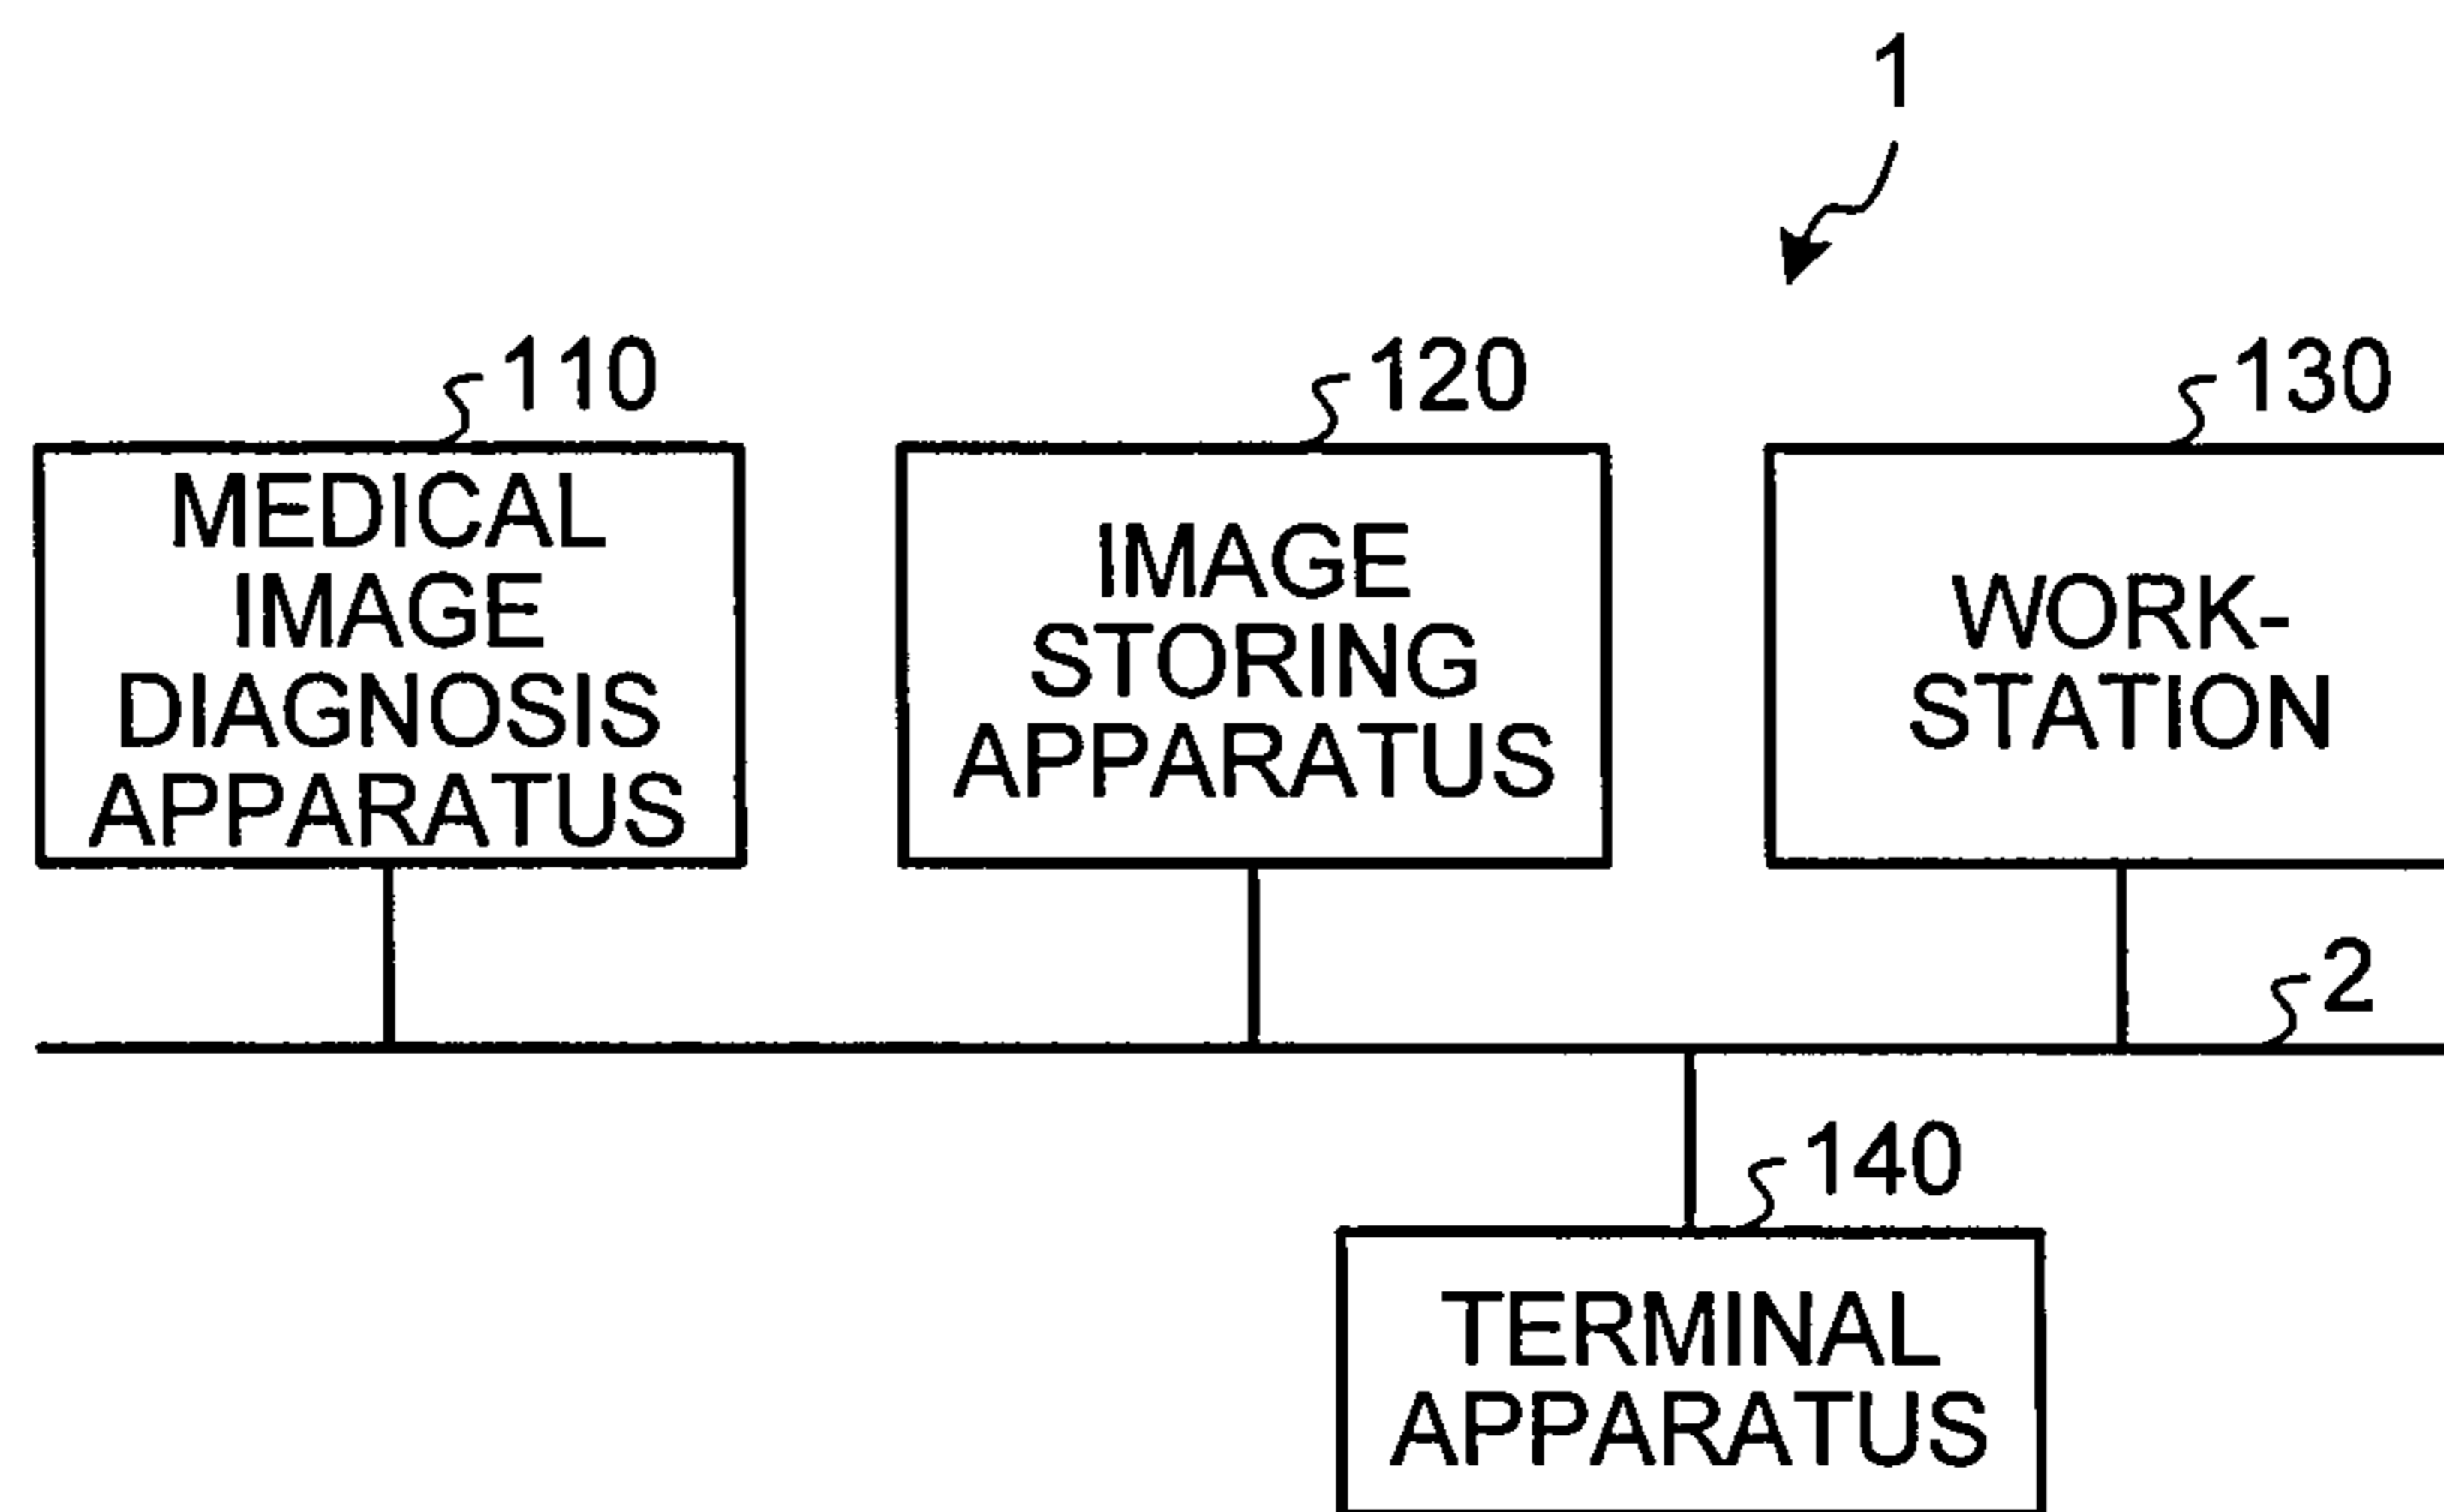 1
110
120
130
MEDICAL
IMAGE
DIAGNOSIS
APPARATUS
IMAGE
STORING
APPARATUS
WORK-
STATION
2
140
TERMINAL
APPARATUS